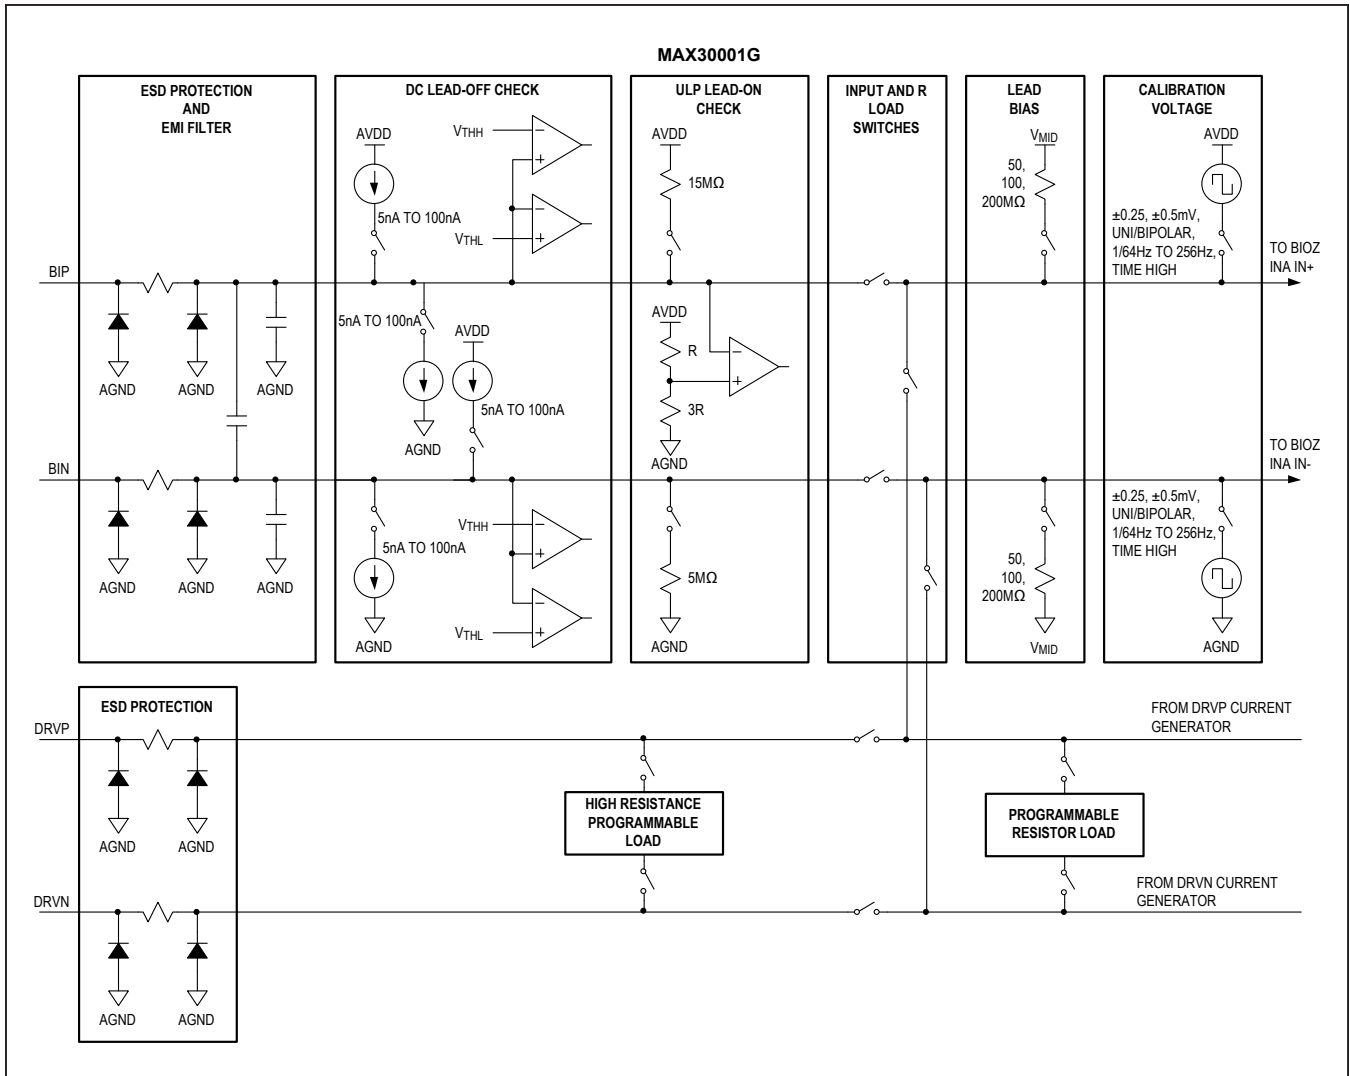 MAX30001G
ESD PROTECTION
AND
EMI FILTER
DC LEAD-OFF CHECK
ULP LEAD-ON
CHECK
INPUT AND R
LOAD
SWITCHES
LEAD
BIAS
CALIBRATION
VOLTAGE
AVDD
VTHH
5nA TO 100nA
VTHL
AVDD
15MΩ
VMID
50,
100,
200MΩ
AVDD
±0.25, ±0.5mV,
UNI/BIPOLAR,
1/64Hz TO 256Hz,
TIME HIGH
BIP
TO BIOZ
INA IN+
AGND
AGND
AGND
5nA TO 100nA
AVDD
5nA TO 100nA
AGND
AVDD
R
3R
AGND
BIN
TO BIOZ
INA IN-
AGND
AGND
AGND
VTHH
5nA TO 100nA
VTHL
AGND
5MΩ
AGND
50,
100,
200MΩ
VMID
±0.25, ±0.5mV,
UNI/BIPOLAR,
1/64Hz TO 256Hz,
TIME HIGH
AGND
ESD PROTECTION
DRVP
FROM DRVP CURRENT
GENERATOR
AGND
AGND
HIGH RESISTANCE
PROGRAMMABLE
LOAD
PROGRAMMABLE
RESISTOR LOAD
DRVN
FROM DRVN CURRENT
GENERATOR
AGND
AGND